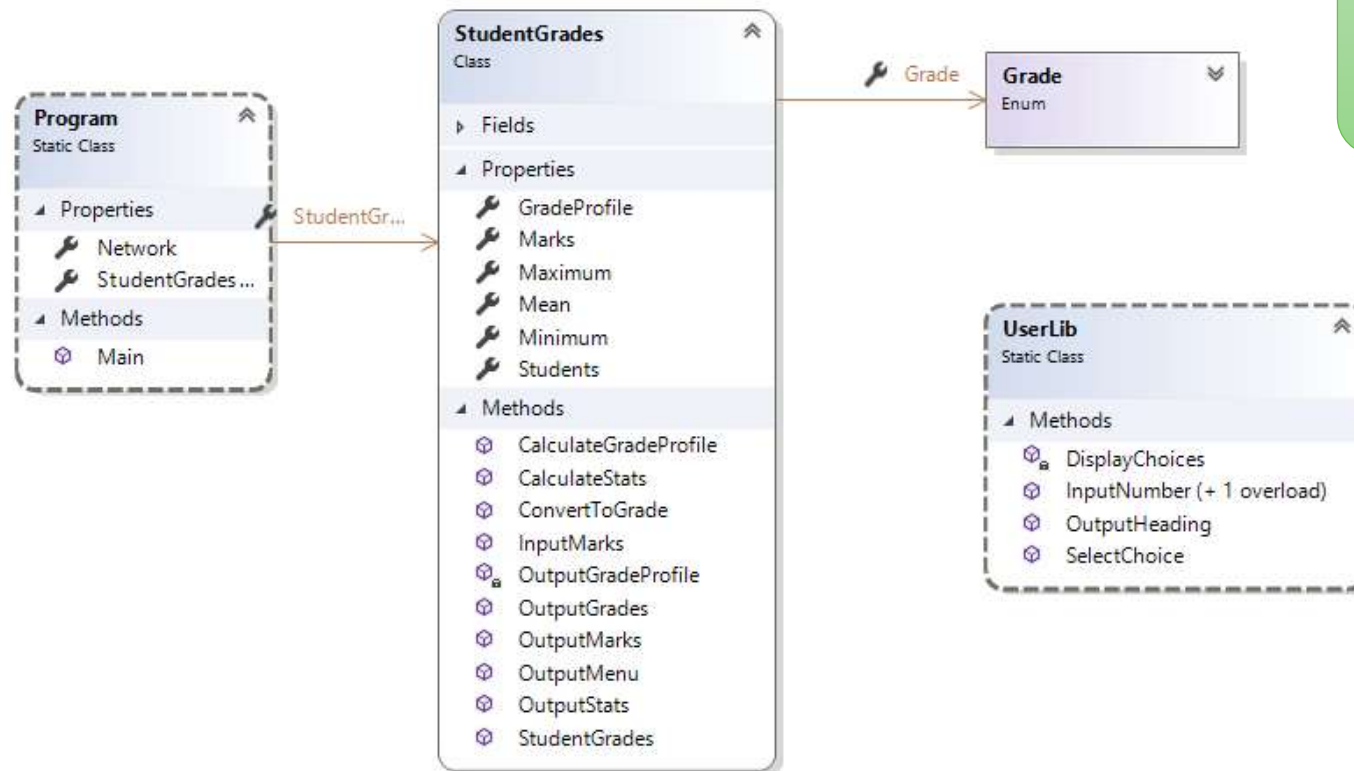 Program
Static Class
Properties
Network
StudentGrades...
Methods
Main
StudentGr...
StudentGrades
Class
Fields
Properties
GradeProfile
Marks
Maximum
Mean
Minimum
Students
Methods
CalculateGradeProfile
CalculateStats
ConvertToGrade
InputMarks
OutputGradeProfile
OutputGrades
OutputMarks
OutputMenu
OutputStats
StudentGrades
Grade
Grade
Enum
UserLib
Static Class
Methods
DisplayChoices
InputNumber (+ 1 overload)
OutputHeading
SelectChoice